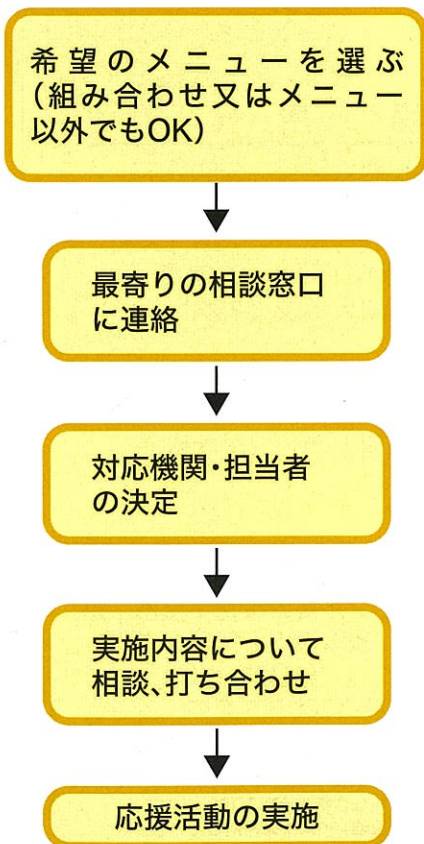 希望のメニューを選ぶ
(組み合わせ又はメニュー
以外でもOK)
最寄りの相談窓口
に連絡
対応機関・担当者
の決定
実施内容について
相談、打ち合わせ
応援活動の実施